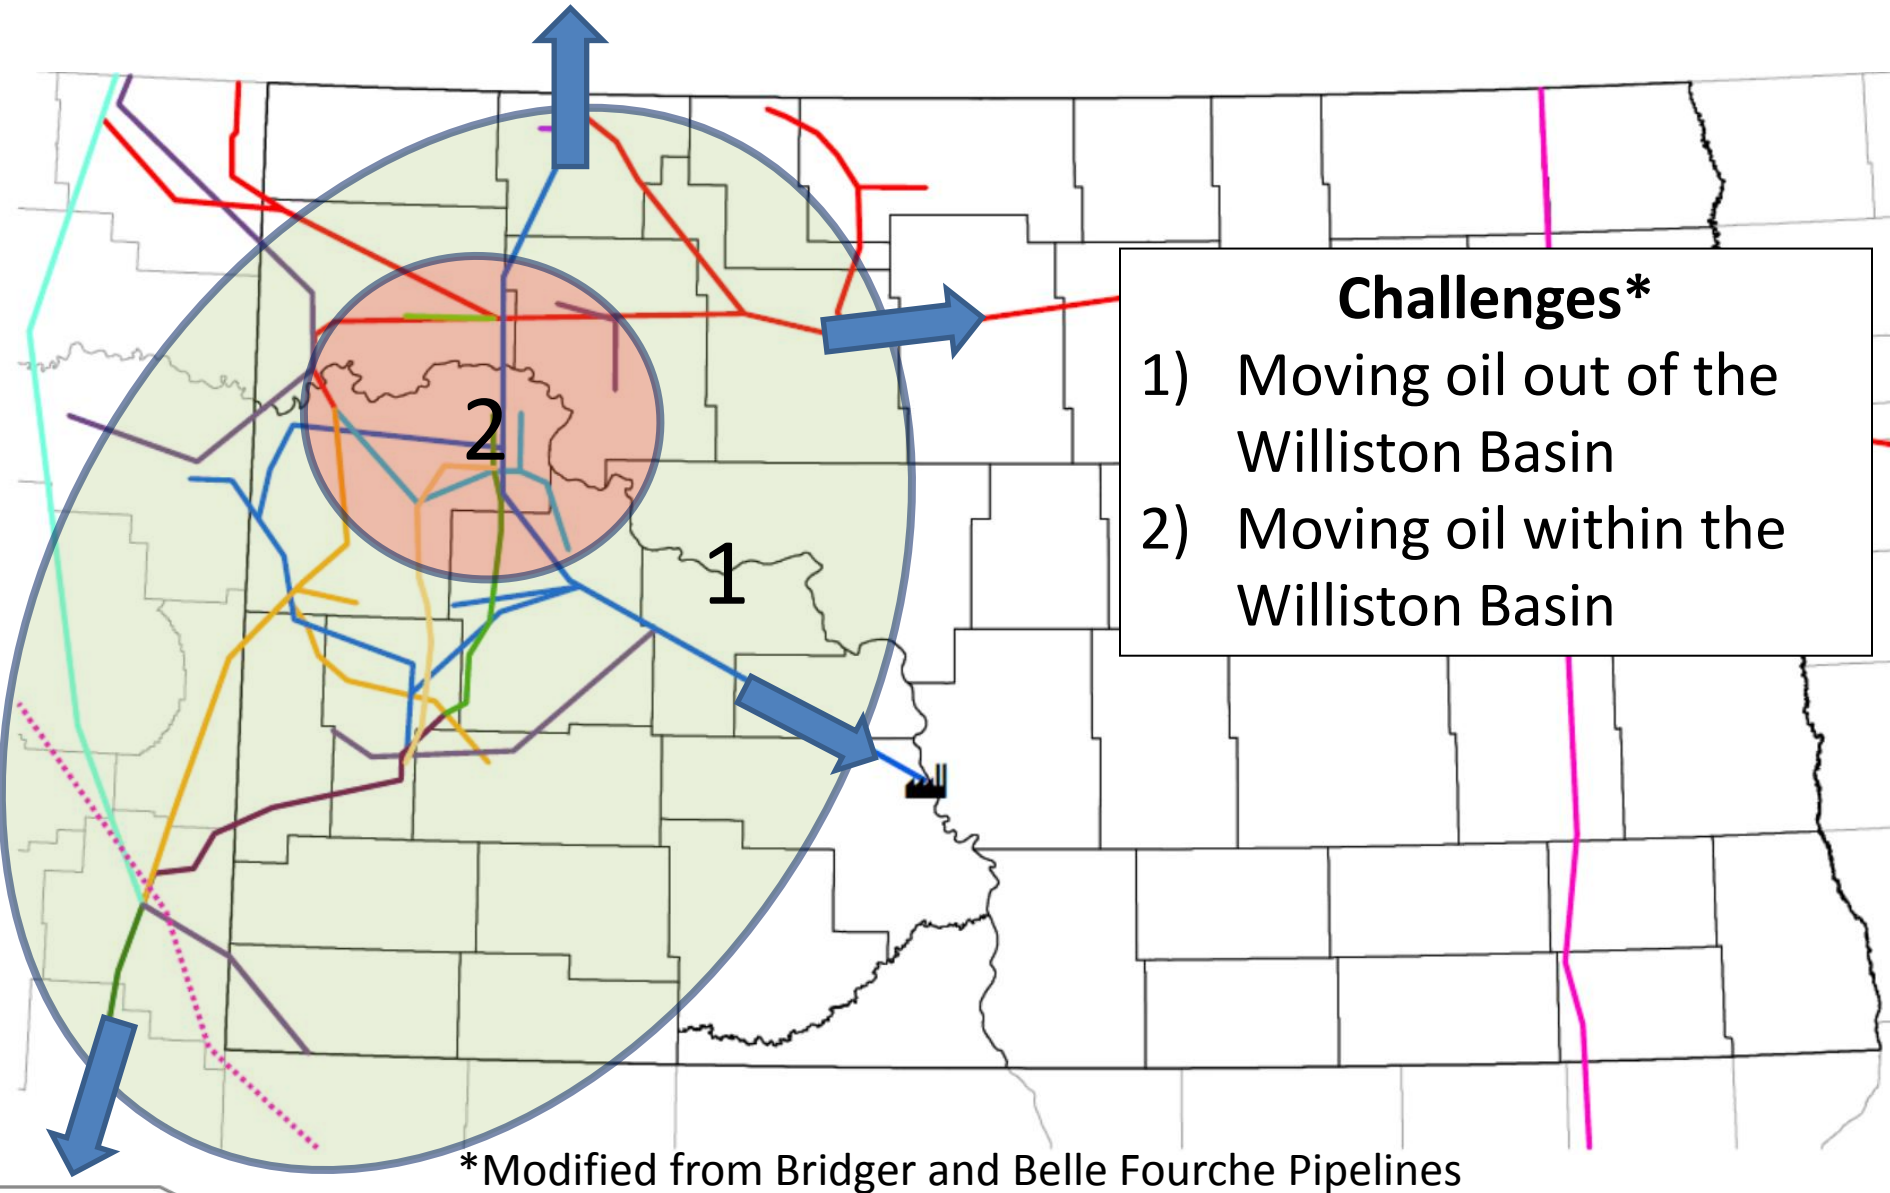 Challenges*
1) Moving oil out of the
Williston Basin
2) Moving oil within the
Williston Basin
2
1
*Modified from Bridger and Belle Fourche Pipelines